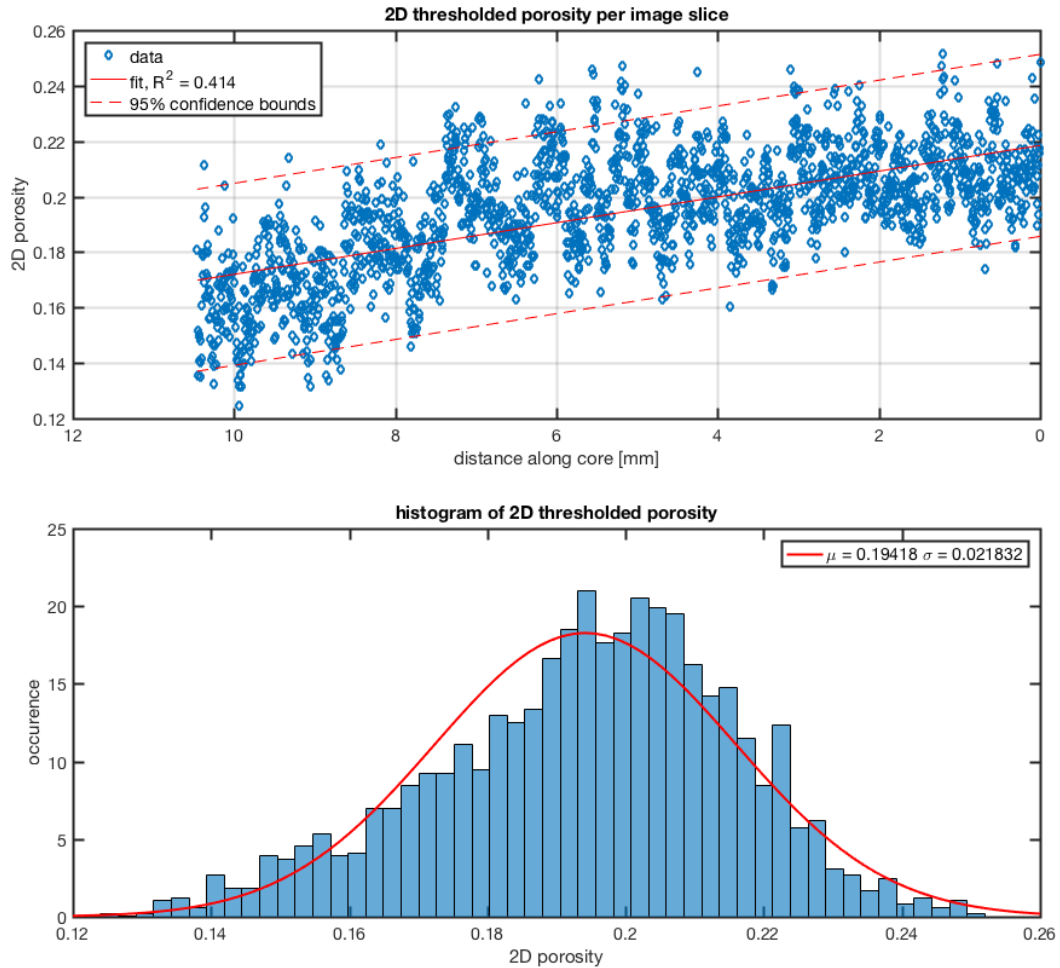 2D thresholded porosity per image slice
data
fit, R² = 0.414
95% confidence bounds
2D porosity
0.26
0.24
0.22
0.2
0.18
0.16
0.14
0.12
12 10 8 6 4 2 0
distance along core [mm]
histogram of 2D thresholded porosity
μ = 0.19418 σ = 0.021832
occurence
25
20
15
10
5
0
0.12 0.14 0.16 0.18 0.2 0.22 0.24 0.26
2D porosity